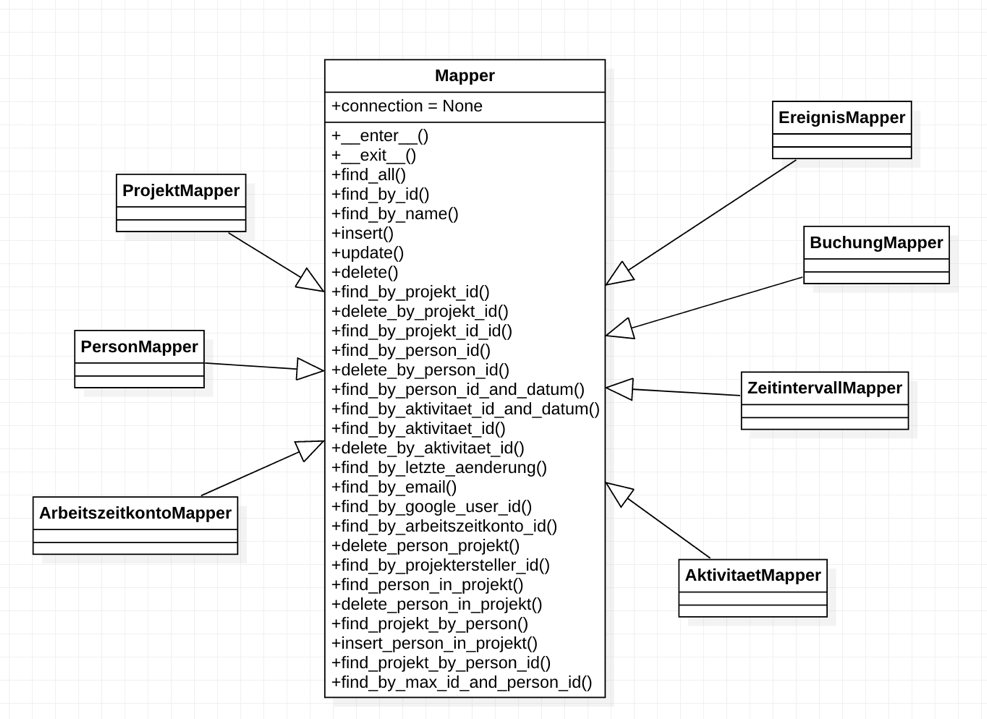 Mapper
+connection = None
+__enter__()
+__exit__()
+find_all()
+find_by_id()
+find_by_name()
+insert()
+update()
+delete()
+find_by_projekt_id()
+delete_by_projekt_id()
+find_by_projekt_id_id()
+find_by_person_id()
+delete_by_person_id()
+find_by_person_id_and_datum()
+find_by_aktivitaet_id_and_datum()
+find_by_aktivitaet_id()
+delete_by_aktivitaet_id()
+find_by_letzte_aenderung()
+find_by_email()
+find_by_google_user_id()
+find_by_arbeitszeitkonto_id()
+delete_person_projekt()
+find_by_projektersteller_id()
+find_person_in_projekt()
+delete_person_in_projekt()
+find_projekt_by_person()
+insert_person_in_projekt()
+find_projekt_by_person_id()
+find_by_max_id_and_person_id()
ProjektMapper
PersonMapper
ArbeitszeitkontoMapper
EreignisMapper
BuchungMapper
ZeitintervallMapper
AktivitaetMapper